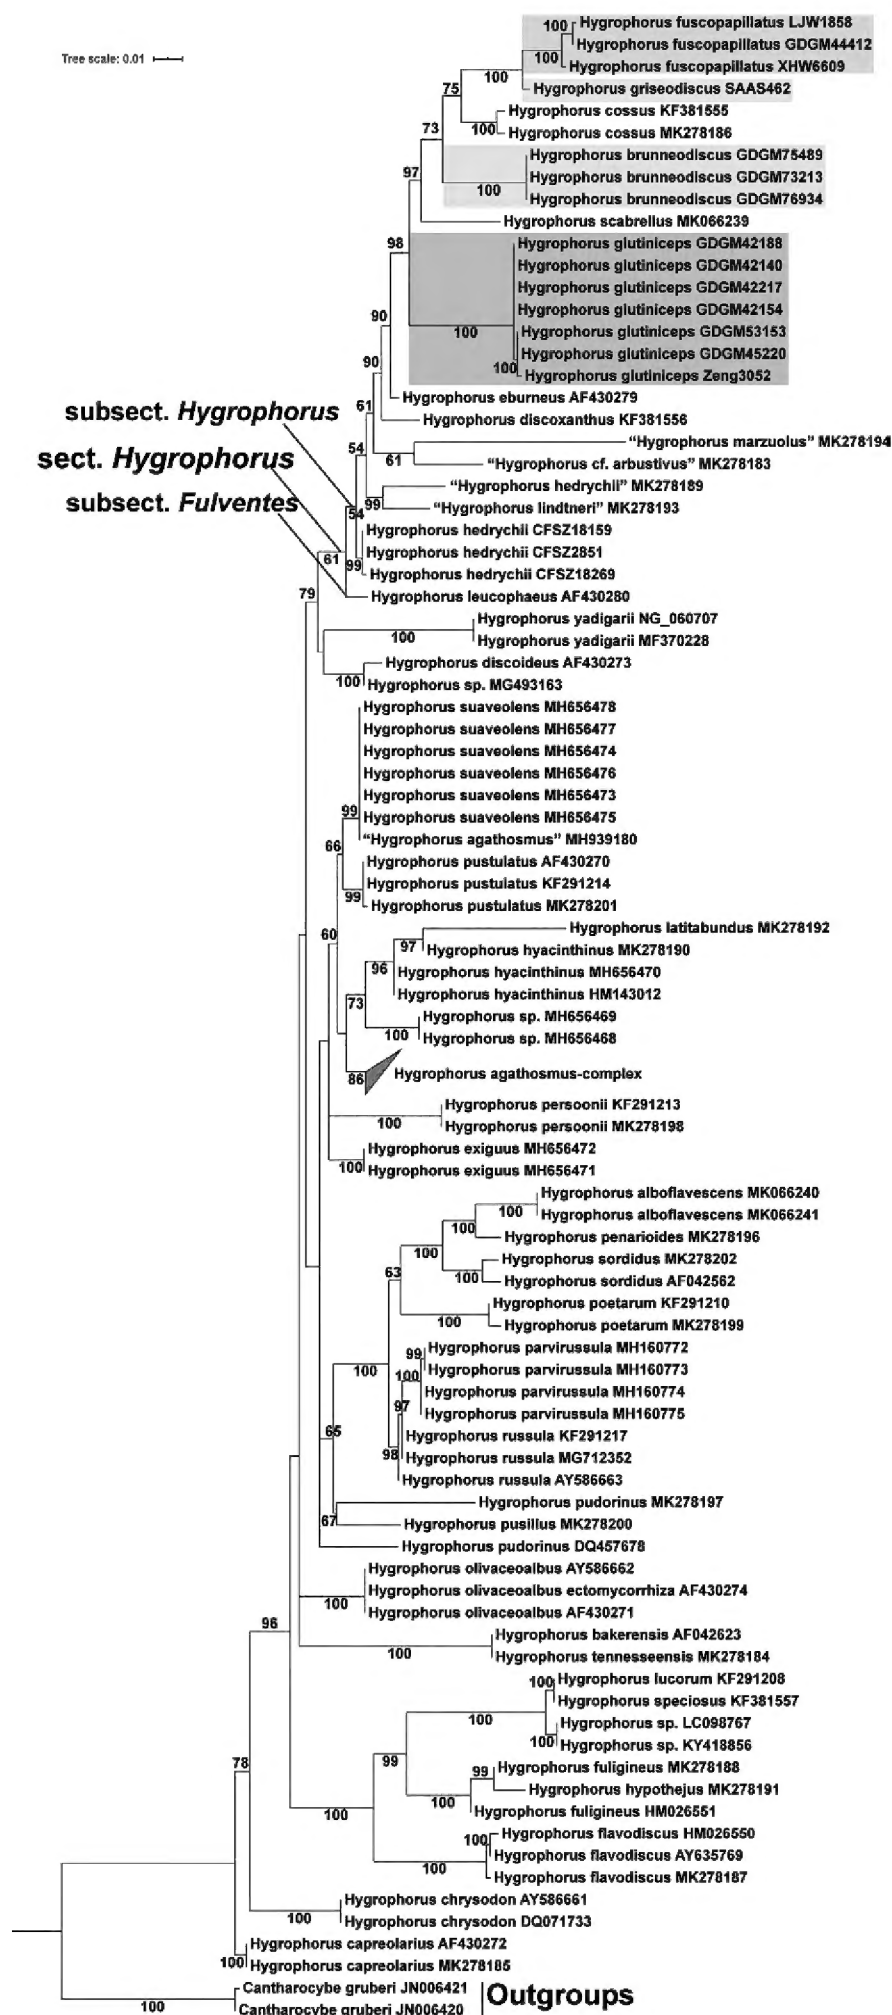 Tree scale: 0.01
100
Hygrophorus fuscopapillatus LJW1858
Hygrophorus fuscopapillatus GDGM44412
100
Hygrophorus fuscopapillatus XHW6609
100
Hygrophorus griseodiscus SAAS462
75
Hygrophorus cossus KF381555
100
Hygrophorus cossus MK278186
73
Hygrophorus brunneodiscus GDGM75489
Hygrophorus brunneodiscus GDGM73213
100
Hygrophorus brunneodiscus GDGM76934
97
Hygrophorus scabrellus MK066239
98
Hygrophorus glutiniceps GDGM42188
Hygrophorus glutiniceps GDGM42140
Hygrophorus glutiniceps GDGM42217
Hygrophorus glutiniceps GDGM42154
100
Hygrophorus glutiniceps GDGM53153
Hygrophorus glutiniceps GDGM45220
100
Hygrophorus glutiniceps Zeng3052
90
Hygrophorus eburneus AF430279
90
Hygrophorus discoxanthus KF381556
61
subsect. Hygrophorus
"Hygrophorus marzuolus" MK278194
61
"Hygrophorus cf. arbustivus" MK278183
54
sect. Hygrophorus
"Hygrophorus hedrychii" MK278189
99
"Hygrophorus lindtneri" MK278193
subsect. Fulventes
54
Hygrophorus hedrychii CFSZ18159
Hygrophorus hedrychii CFSZ2851
99
Hygrophorus hedrychii CFSZ18269
61
Hygrophorus leucophaeus AF430280
79
Hygrophorus yadigarii NG_060707
100
Hygrophorus yadigarii MF370228
Hygrophorus discoideus AF430273
100
Hygrophorus sp. MG493163
Hygrophorus suaveolens MH656478
Hygrophorus suaveolens MH656477
Hygrophorus suaveolens MH656474
Hygrophorus suaveolens MH656476
Hygrophorus suaveolens MH656473
99
Hygrophorus suaveolens MH656475
"Hygrophorus agathosmus" MH939180
66
Hygrophorus pustulatus AF430270
Hygrophorus pustulatus KF291214
99
Hygrophorus pustulatus MK278201
60
Hygrophorus latitabundus MK278192
97
Hygrophorus hyacinthinus MK278190
96
Hygrophorus hyacinthinus MH656470
Hygrophorus hyacinthinus HM143012
73
Hygrophorus sp. MH656469
100
Hygrophorus sp. MH656468
86
Hygrophorus agathosmus-complex
Hygrophorus persoonii KF291213
100
Hygrophorus persoonii MK278198
Hygrophorus exiguus MH656472
100
Hygrophorus exiguus MH656471
Hygrophorus alboflavescens MK066240
100
Hygrophorus alboflavescens MK066241
100
Hygrophorus penarioides MK278196
100
Hygrophorus sordidus MK278202
100
Hygrophorus sordidus AF042562
63
Hygrophorus poetarum KF291210
100
Hygrophorus poetarum MK278199
Hygrophorus parvirussula MH160772
99
Hygrophorus parvirussula MH160773
100
100
Hygrophorus parvirussula MH160774
97
Hygrophorus parvirussula MH160775
65
Hygrophorus russula KF291217
98
Hygrophorus russula MG712352
Hygrophorus russula AY586663
Hygrophorus pudorinus MK278197
67
Hygrophorus pusillus MK278200
Hygrophorus pudorinus DQ457678
Hygrophorus olivaceoalbus AY586662
Hygrophorus olivaceoalbus ectomycorrhiza AF430274
100
Hygrophorus olivaceoalbus AF430271
96
Hygrophorus bakerensis AF042623
100
Hygrophorus tennesseensis MK278184
100
Hygrophorus lucorum KF291208
Hygrophorus speciosus KF381557
100
Hygrophorus sp. LC098767
100
Hygrophorus sp. KY418856
99
78
99
Hygrophorus fuligineus MK278188
Hygrophorus hypothejus MK278191
100
Hygrophorus fuligineus HM026551
100
Hygrophorus flavodiscus HM026550
100
Hygrophorus flavodiscus AY635769
100
Hygrophorus flavodiscus MK278187
Hygrophorus chrysodon AY586661
100
Hygrophorus chrysodon DQ071733
Hygrophorus capreolarius AF430272
100
Hygrophorus capreolarius MK278185
Cantharocybe gruberi JN006421
100
Cantharocybe gruberi JN006420
Outgroups